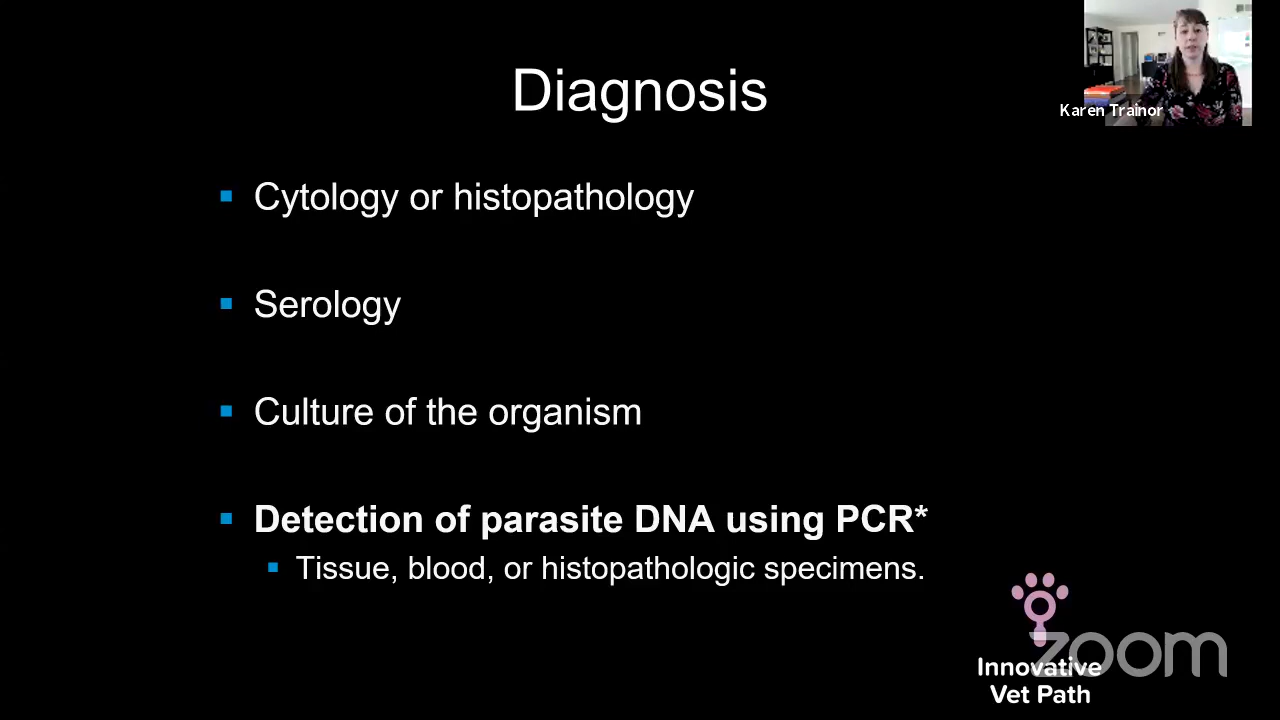 Diagnosis
Karen Trainor
Cytology or histopathology
Serology
Culture of the organism
Detection of parasite DNA using PCR*
Tissue, blood, or histopathologic specimens.
zoom
Innovative
Vet Path